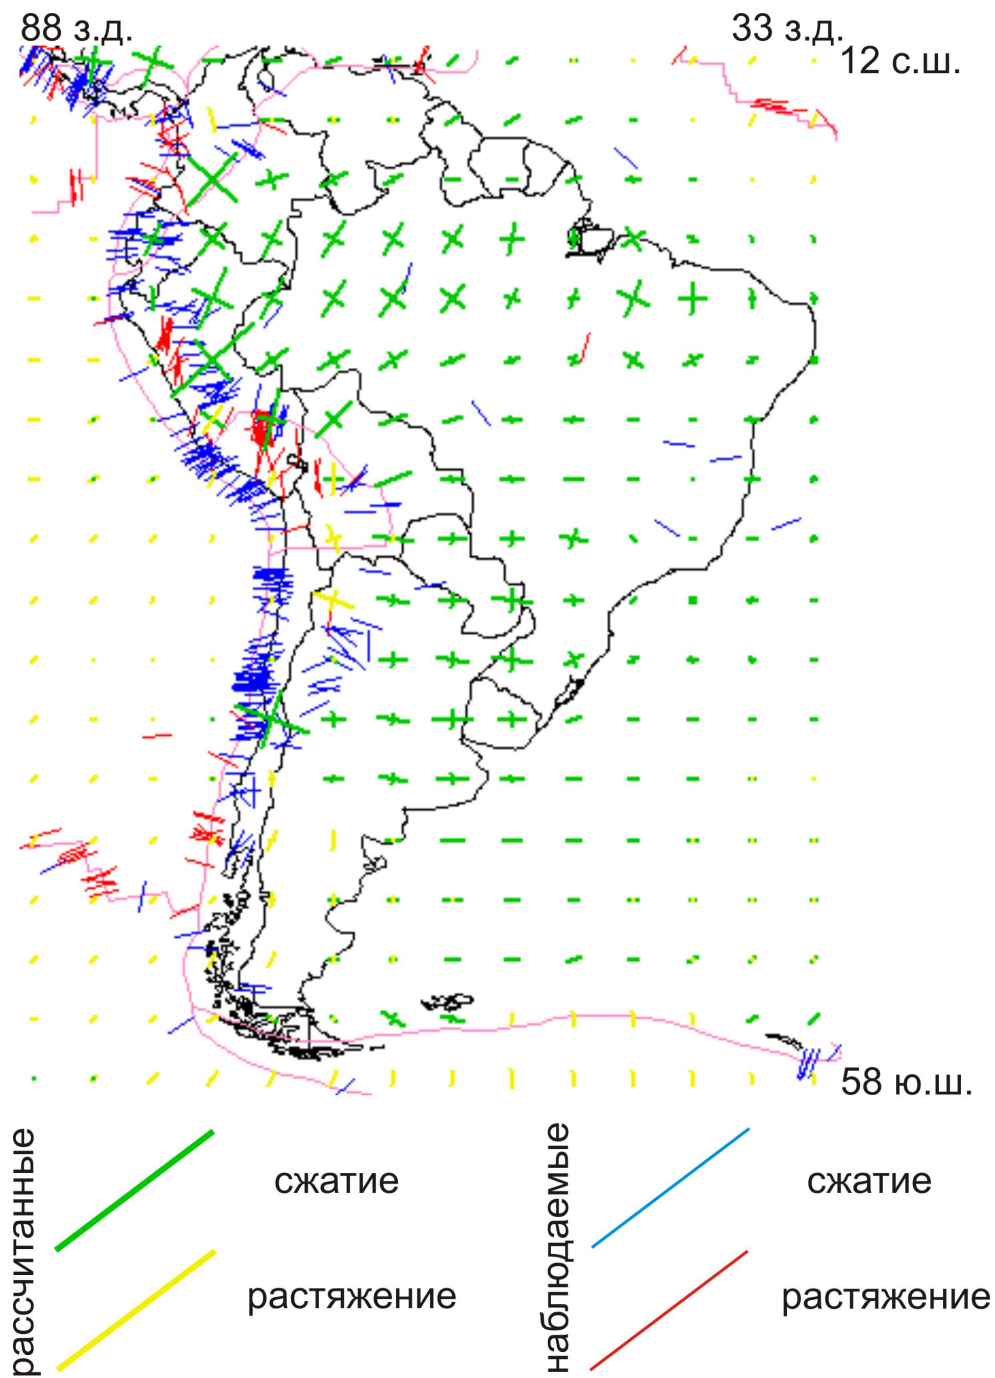 88 з.д.
33 з.д.
12 с.ш.
58 ю.ш.
рассчитанные
сжатие
растяжение
наблюдаемые
сжатие
растяжение